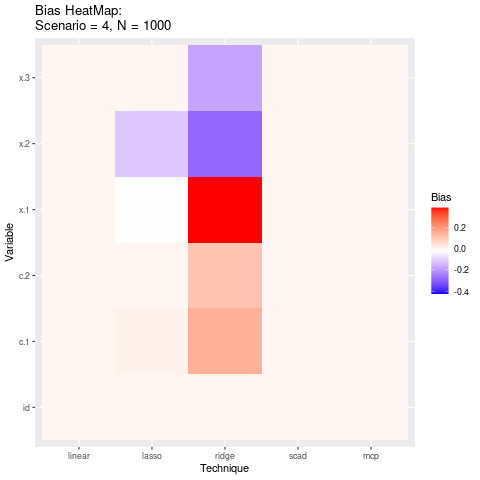 Bias HeatMap:
Scenario = 4, N = 1000
x.3
x.2
x.1
c.2
c.1
id
Variable
linear lasso ridge scad mcp
Technique
Bias
0.2
0.0
-0.2
-0.4